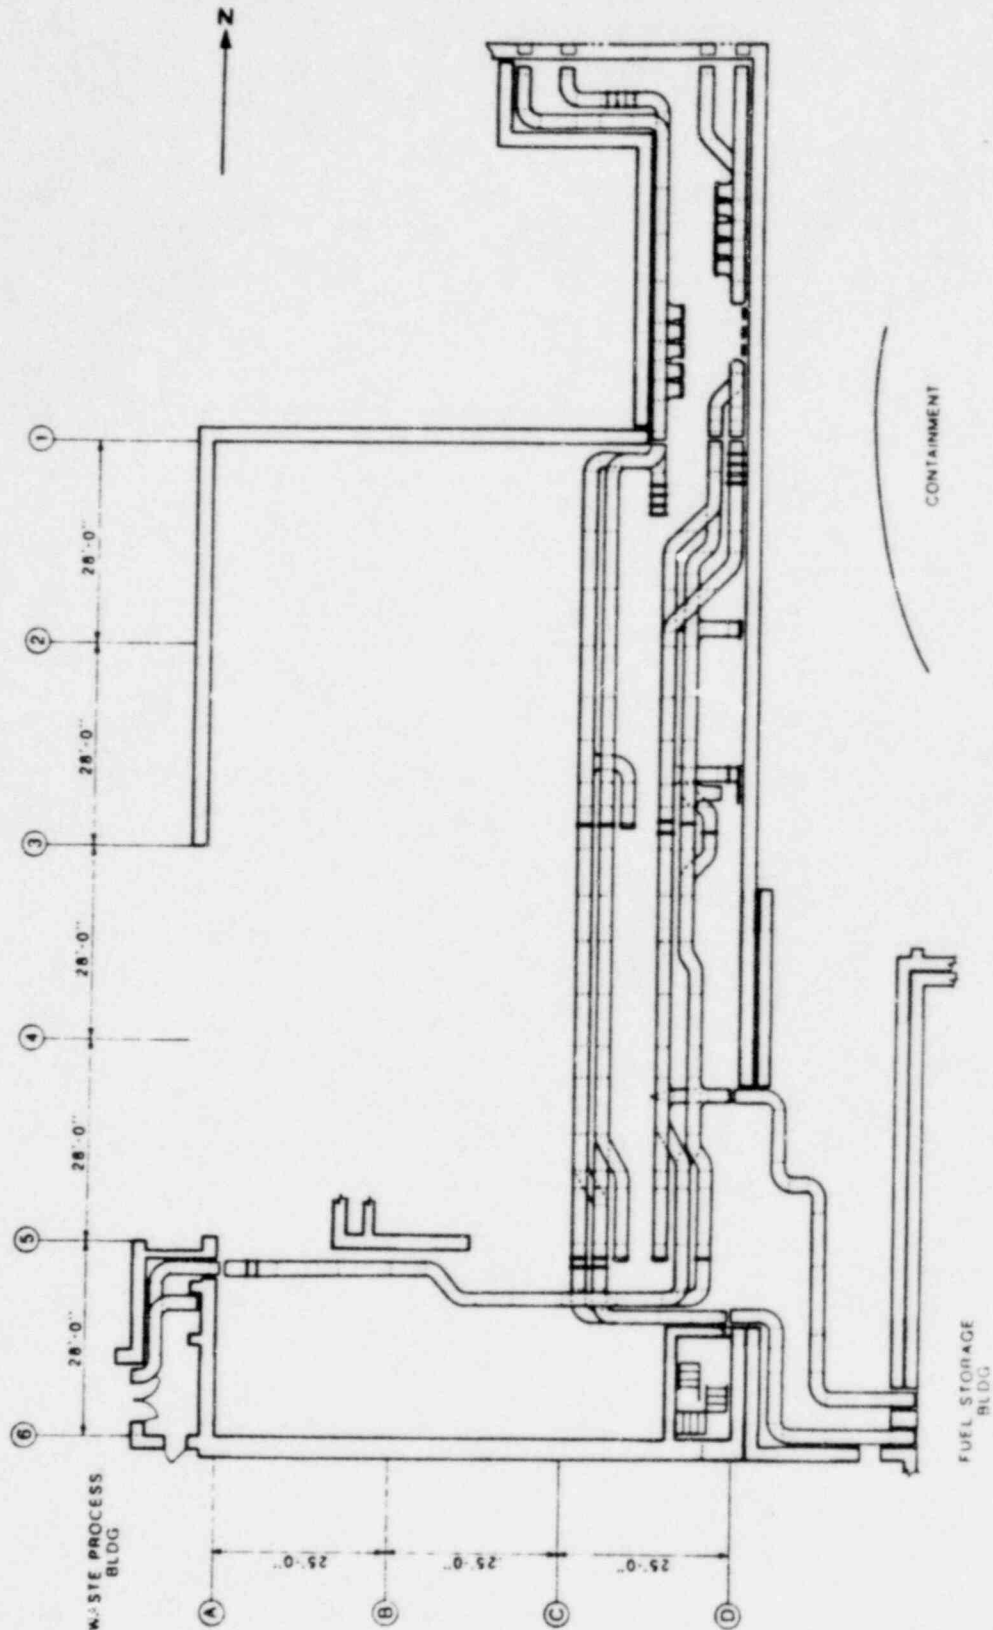 N
1
28'-0"
2
28'-0"
3
28'-0"
4
28'-0"
5
28'-0"
6
WASTE PROCESS
BLDG
A
25'-0"
B
25'-0"
C
25'-0"
D
CONTAINMENT
FUEL STORAGE
BLDG